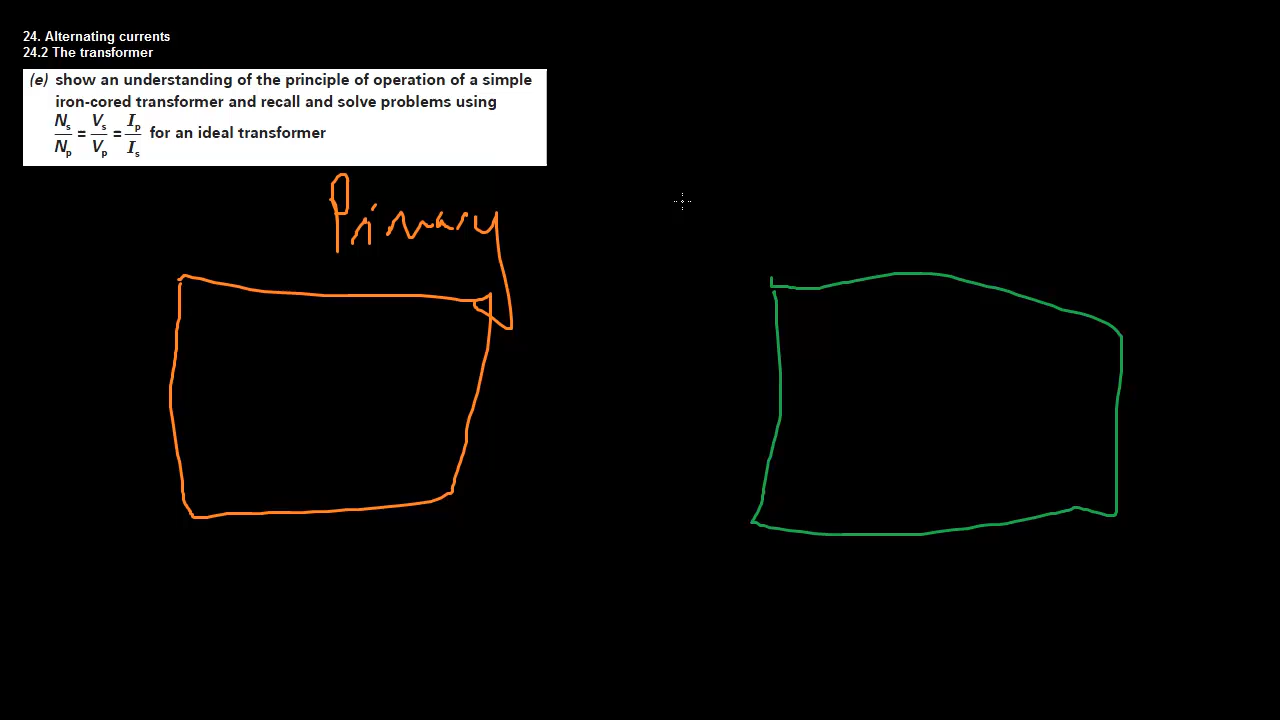 24. Alternating currents
24.2 The transformer
(e) show an understanding of the principle of operation of a simple
iron-cored transformer and recall and solve problems using
Ns/Np = Vs/Vp = Ip/Is for an ideal transformer
Primary